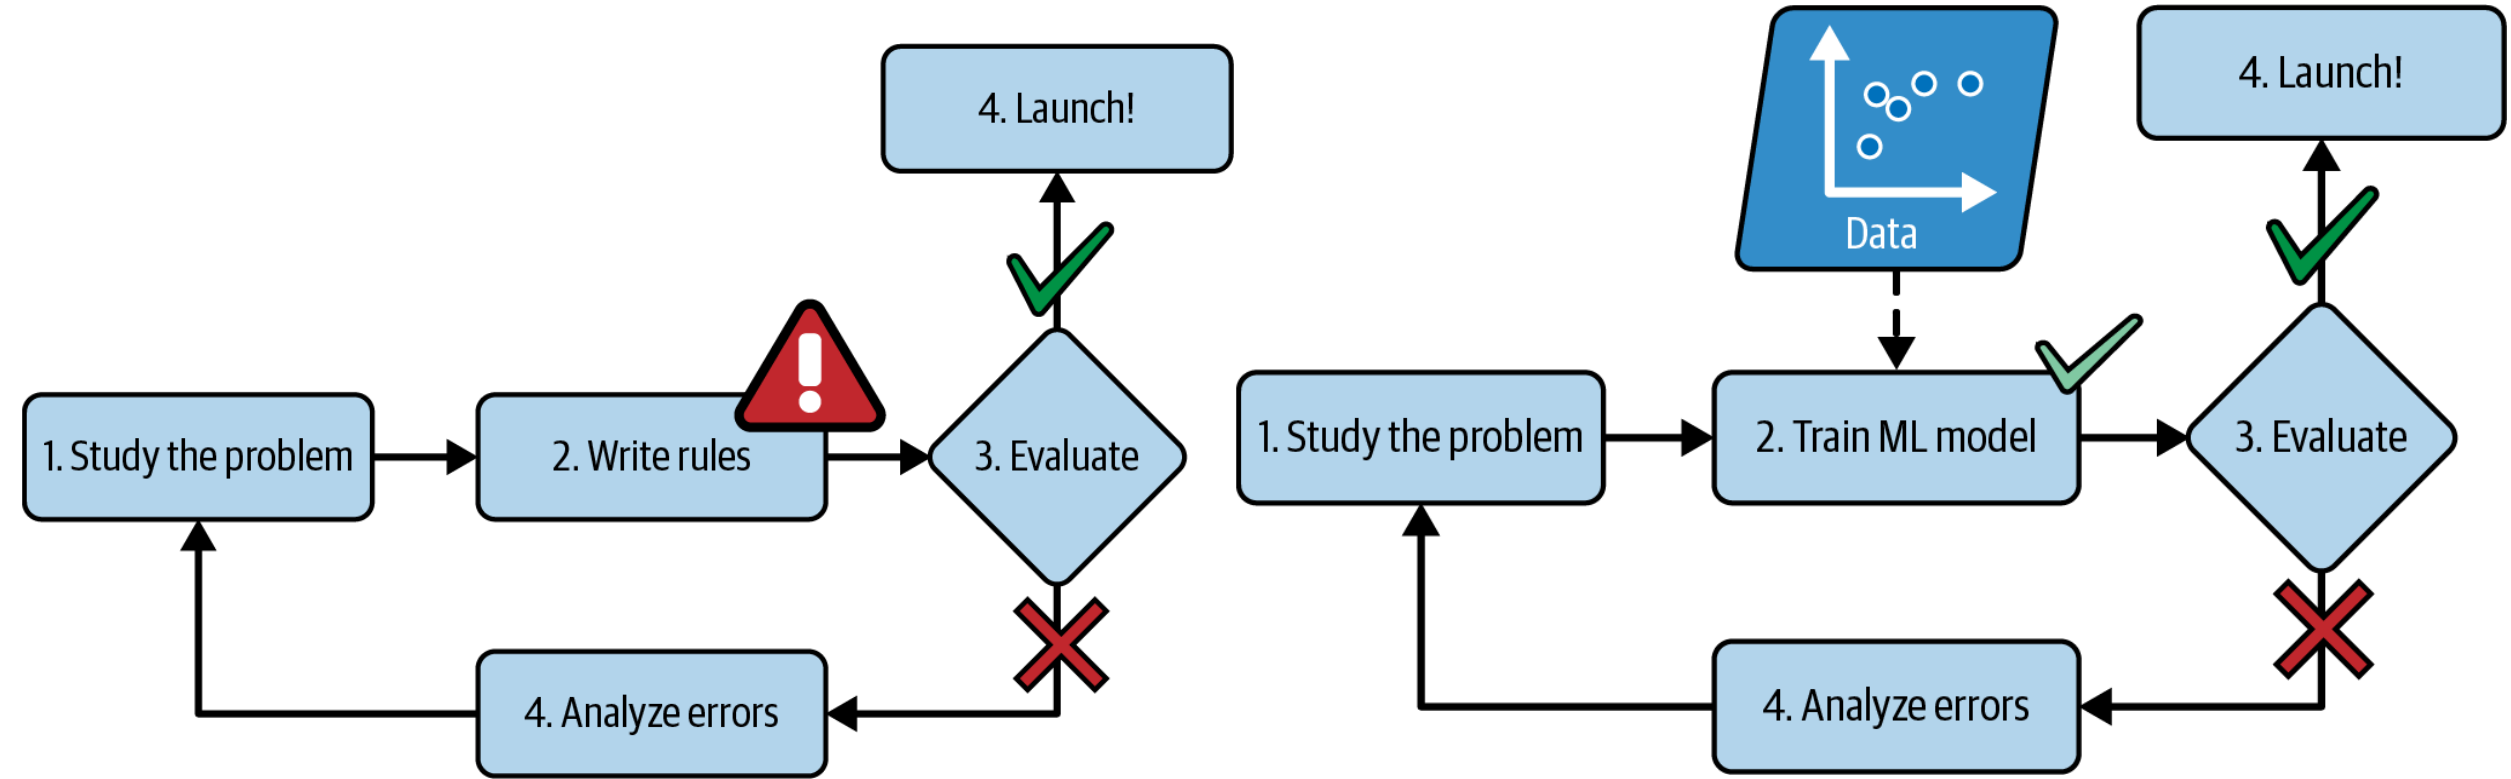 4. Launch!
1. Study the problem
2. Write rules
3. Evaluate
4. Analyze errors
Data
4. Launch!
1. Study the problem
2. Train ML model
3. Evaluate
4. Analyze errors